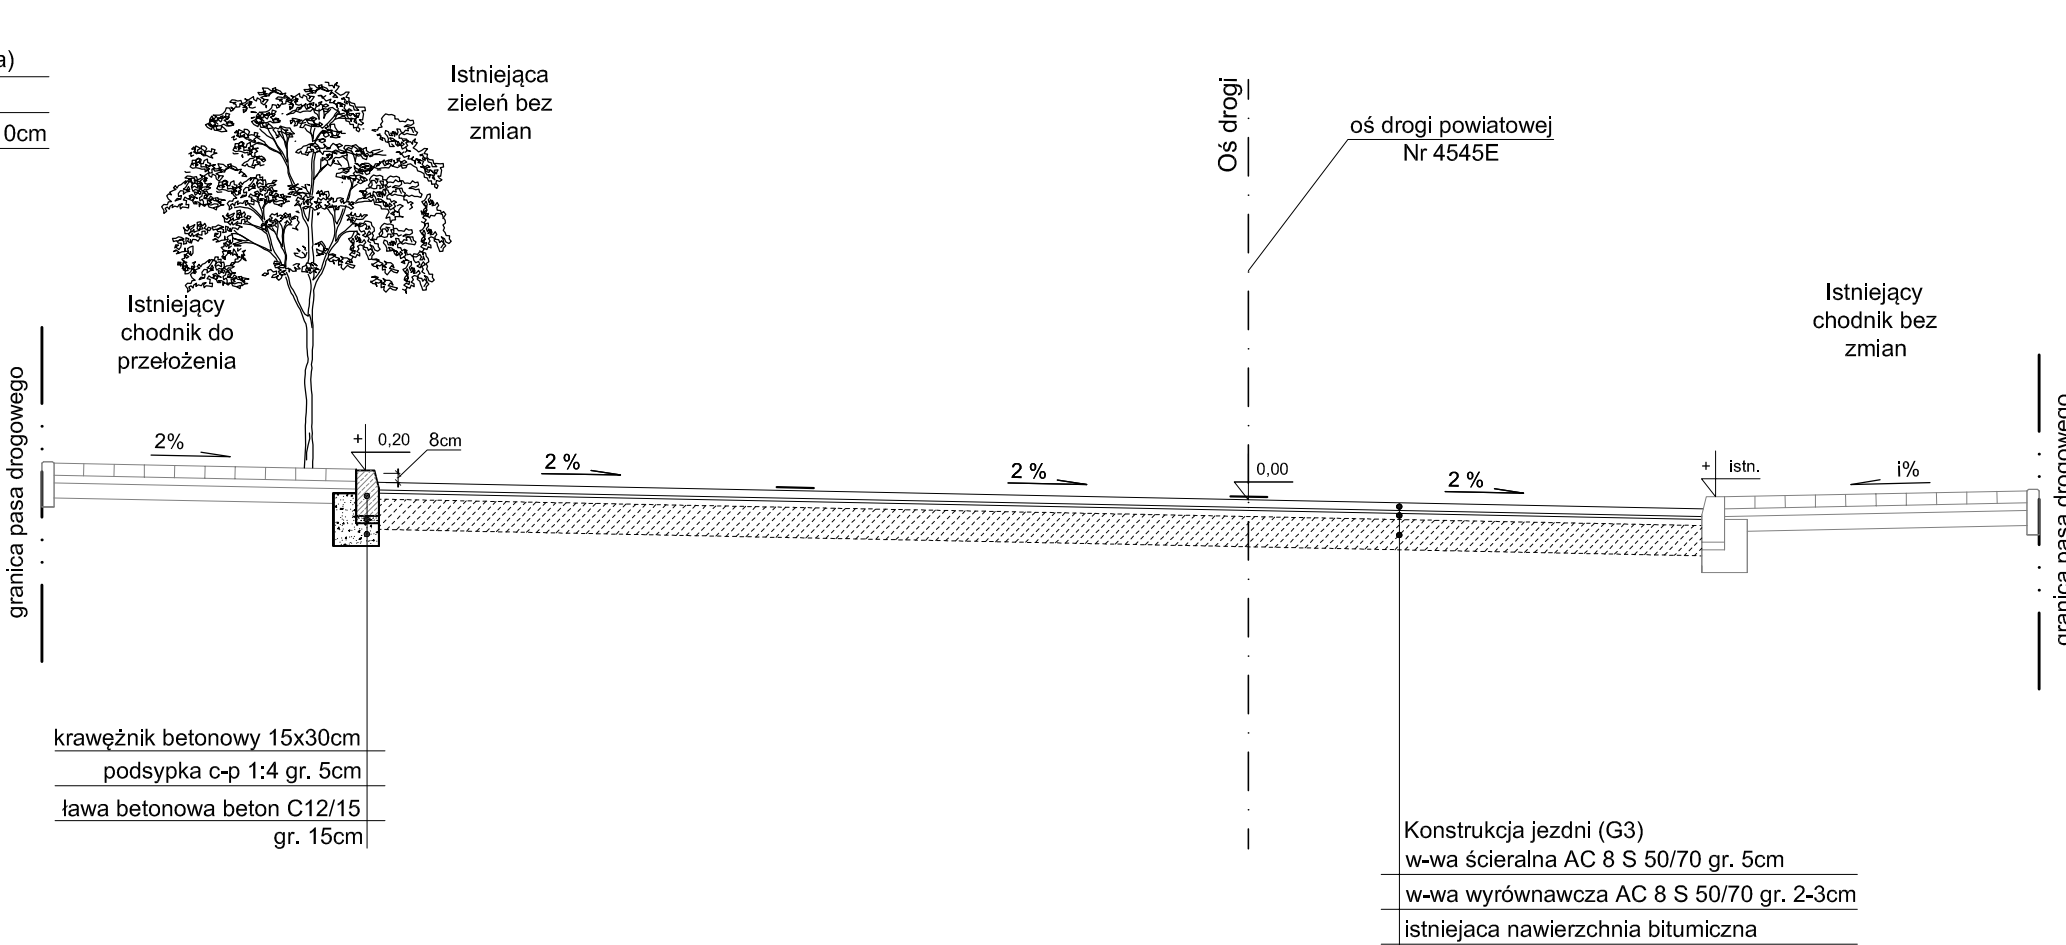 a)
0cm
Istniejąca
zieleń bez
zmian
Oś drogi
oś drogi powiatowej
Nr 4545E
Istniejący
chodnik do
przełożenia
Istniejący
chodnik bez
zmian
granica pasa drogowego
granica pasa drogowego
2%
+ 0,20
8cm
2 %
2 %
0,00
2 %
+ istn.
i%
krawężnik betonowy 15x30cm
podsypka c-p 1:4 gr. 5cm
ława betonowa beton C12/15
gr. 15cm
Konstrukcja jezdni (G3)
w-wa ścieralna AC 8 S 50/70 gr. 5cm
w-wa wyrównawcza AC 8 S 50/70 gr. 2-3cm
istniejaca nawierzchnia bitumiczna